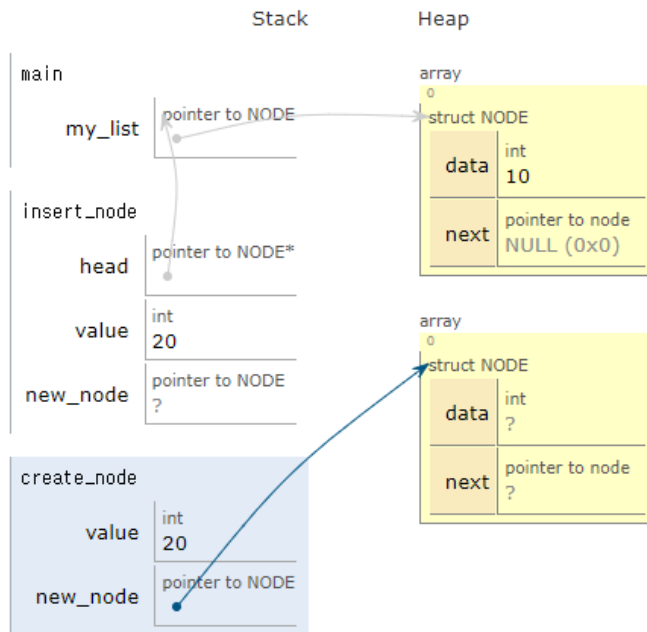 Stack
Heap
main
my_list
pointer to NODE
insert_node
head
pointer to NODE*
value
int
20
new_node
pointer to NODE
?
create_node
value
int
20
new_node
pointer to NODE
array
0
struct NODE
data
int
10
next
pointer to node
NULL (0x0)
array
0
struct NODE
data
int
?
next
pointer to node
?